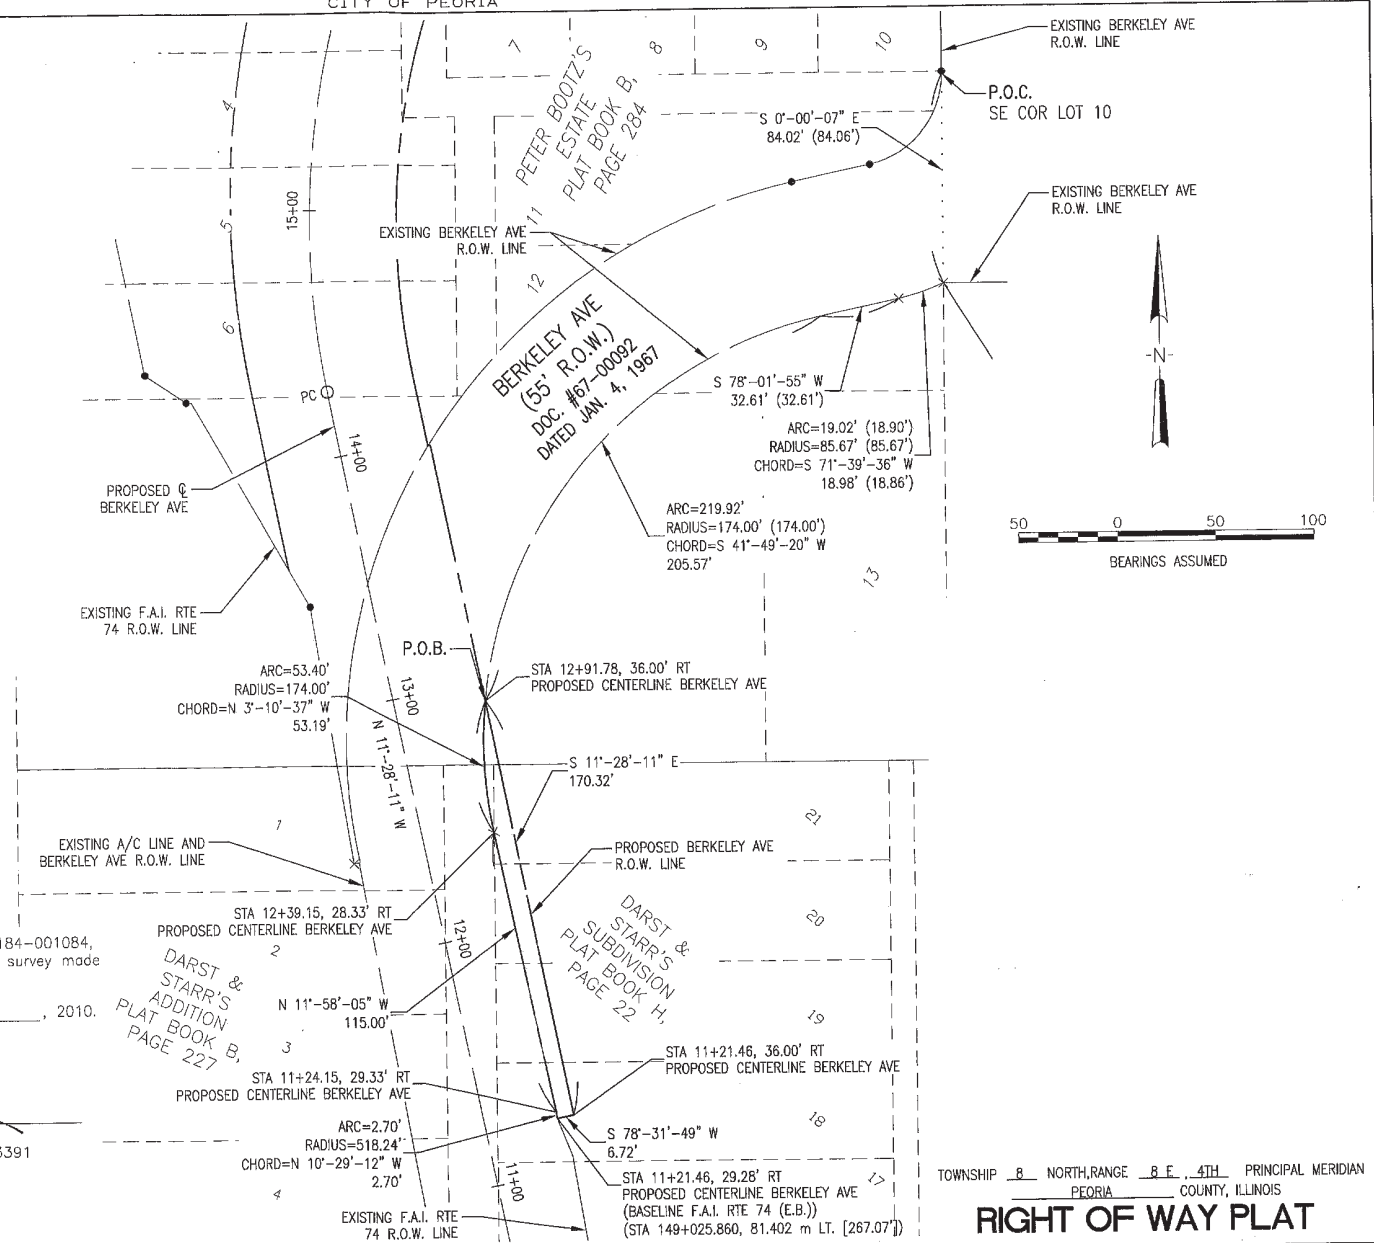 CITY OF PEORIA
7
8
9
10
EXISTING BERKELEY AVE
R.O.W. LINE
P.O.C.
SE COR LOT 10
S 0°-00'-07" E
84.02' (84.06')
PETER BOOTZ'S
ESTATE
PLAT BOOK B,
PAGE 284
4
5
6
15+00
11
12
EXISTING BERKELEY AVE
R.O.W. LINE
EXISTING BERKELEY AVE
R.O.W. LINE
-N-
BERKELEY AVE
(55' R.O.W.)
DOC. #67-00092
DATED JAN. 4, 1967
S 78°-01'-55" W
32.61' (32.61')
ARC=19.02' (18.90')
RADIUS=85.67' (85.67')
CHORD=S 71°-39'-36" W
18.98' (18.86')
PC
14+00
PROPOSED ℄
BERKELEY AVE
ARC=219.92'
RADIUS=174.00' (174.00')
CHORD=S 41°-49'-20" W
205.57'
50 0 50 100
BEARINGS ASSUMED
13
EXISTING F.A.I. RTE
74 R.O.W. LINE
P.O.B.
STA 12+91.78, 36.00' RT
PROPOSED CENTERLINE BERKELEY AVE
ARC=53.40'
RADIUS=174.00'
CHORD=N 3°-10'-37" W
53.19'
13+00
N 11°-28'-11" W
S 11°-28'-11" E
170.32'
1
21
EXISTING A/C LINE AND
BERKELEY AVE R.O.W. LINE
PROPOSED BERKELEY AVE
R.O.W. LINE
STA 12+39.15, 28.33' RT
PROPOSED CENTERLINE BERKELEY AVE
12+00
2
20
DARST &
STARR'S
SUBDIVISION
PLAT BOOK H,
PAGE 22
184-001084,
survey made
, 2010.
DARST &
STARR'S
ADDITION
PLAT BOOK B,
PAGE 227
N 11°-58'-05" W
115.00'
3
19
STA 11+21.46, 36.00' RT
PROPOSED CENTERLINE BERKELEY AVE
STA 11+24.15, 29.33' RT
PROPOSED CENTERLINE BERKELEY AVE
ARC=2.70'
RADIUS=518.24'
CHORD=N 10°-29'-12" W
2.70'
S 78°-31'-49" W
6.72'
18
3391
4
11+00
17
STA 11+21.46, 29.28' RT
PROPOSED CENTERLINE BERKELEY AVE
(BASELINE F.A.I. RTE 74 (E.B.))
(STA 149+025.860, 81.402 m LT. [267.07'])
EXISTING F.A.I. RTE
74 R.O.W. LINE
TOWNSHIP 8 NORTH,RANGE 8 E , 4TH PRINCIPAL MERIDIAN
PEORIA COUNTY, ILLINOIS
RIGHT OF WAY PLAT